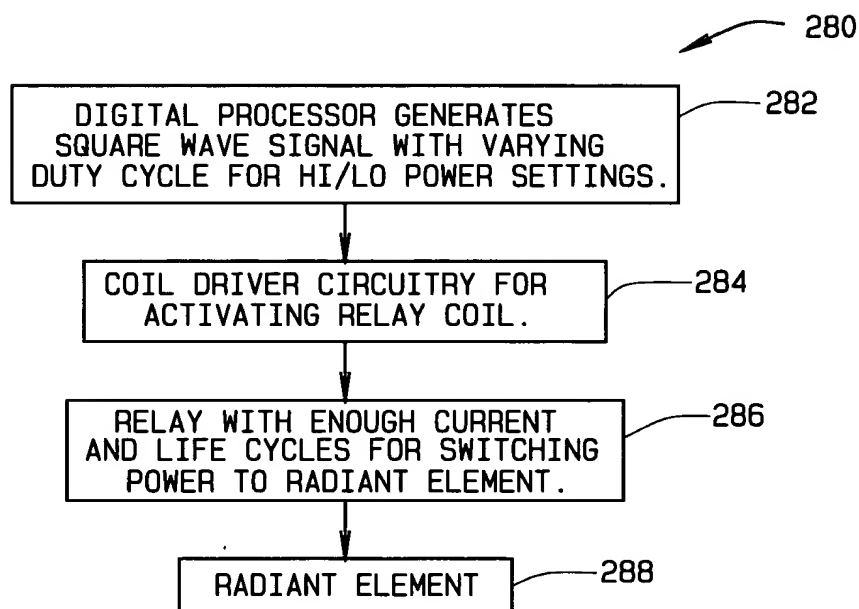 280
DIGITAL PROCESSOR GENERATES
SQUARE WAVE SIGNAL WITH VARYING
DUTY CYCLE FOR HI/LO POWER SETTINGS.
282
COIL DRIVER CIRCUITRY FOR
ACTIVATING RELAY COIL.
284
RELAY WITH ENOUGH CURRENT
AND LIFE CYCLES FOR SWITCHING
POWER TO RADIANT ELEMENT.
286
RADIANT ELEMENT
288